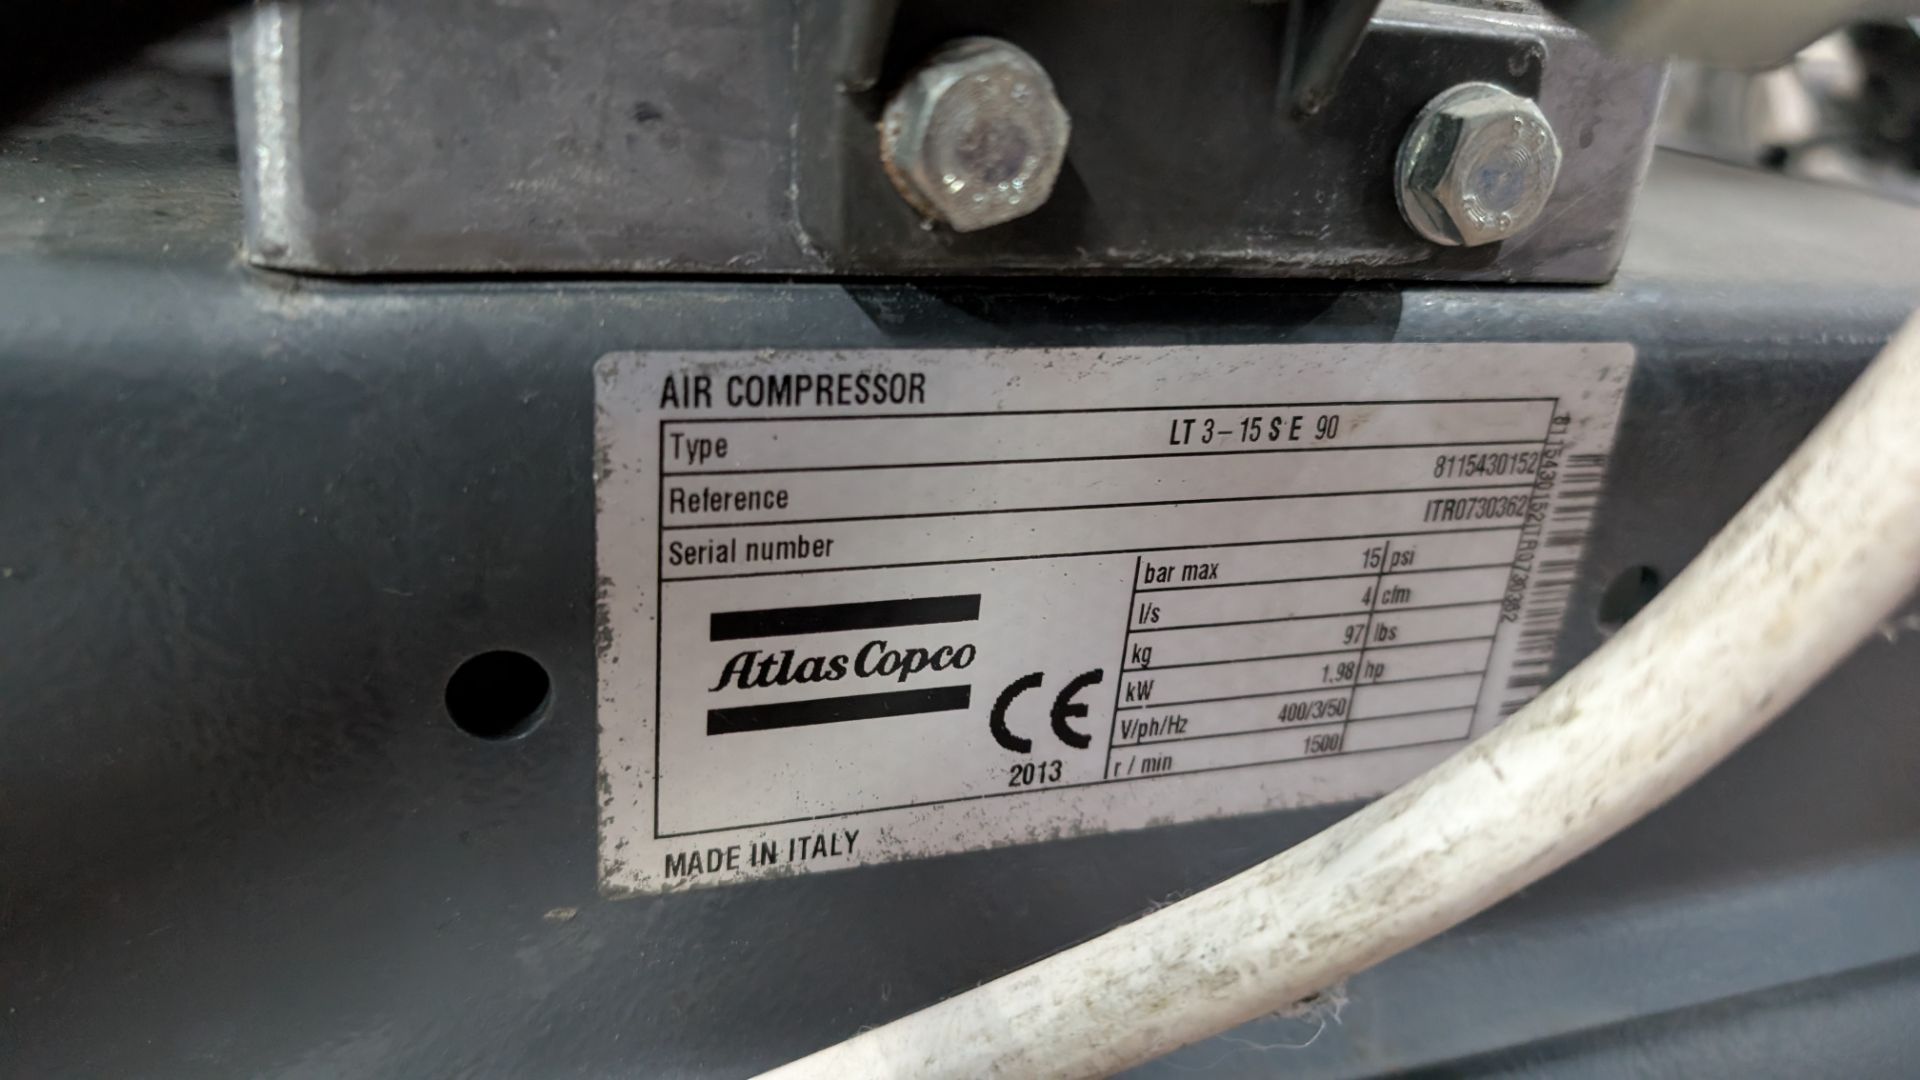 AIR COMPRESSOR
Type LT 3-15 S E 90
Reference 8115430152
Serial number ITR0730362
bar max 15 psi
l/s 4 cfm
kg 97 lbs
kW 1.98 hp
V/ph/Hz 400/3/50
r / min 1500
Atlas Copco
CE
2013
MADE IN ITALY
8115430152ITR0730362